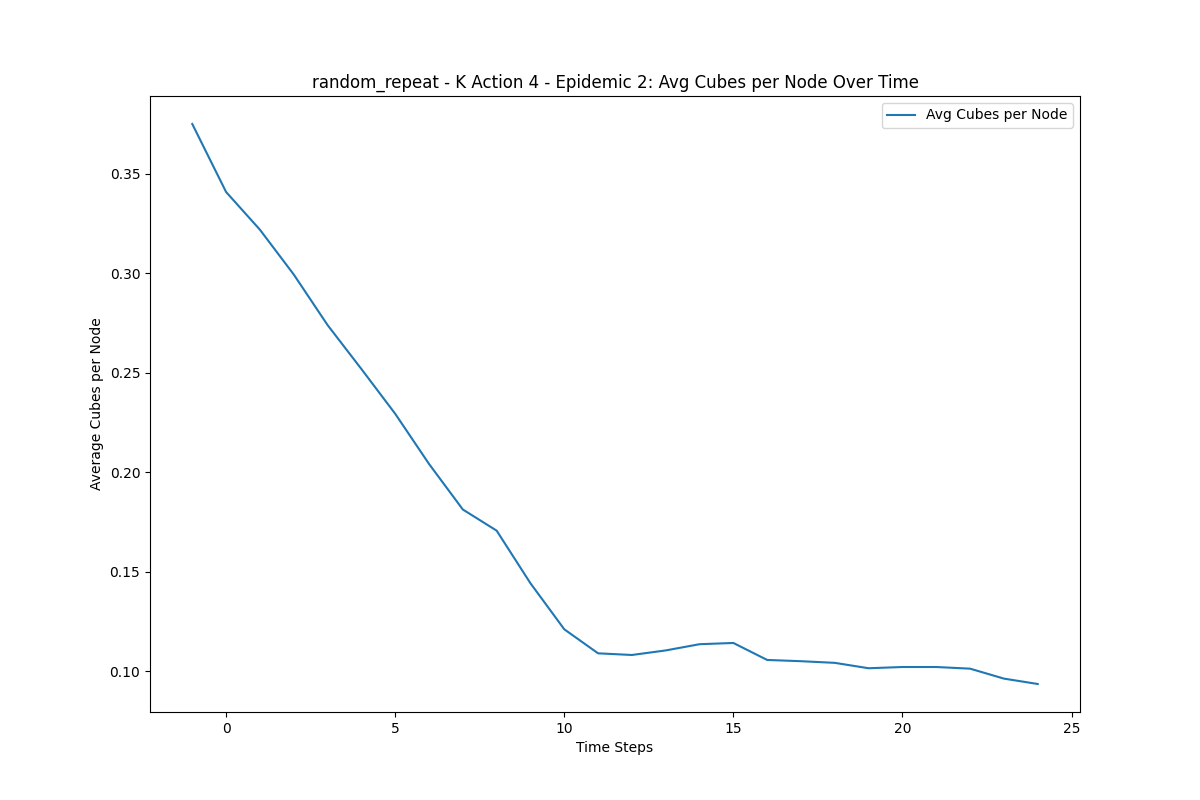 random_repeat - K Action 4 - Epidemic 2: Avg Cubes per Node Over Time
Avg Cubes per Node
Average Cubes per Node
0.35
0.30
0.25
0.20
0.15
0.10
0 5 10 15 20 25
Time Steps